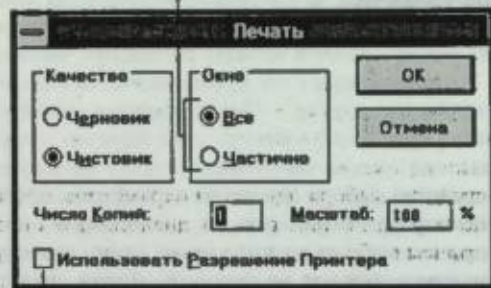 Печать
Качество
Черновик
Чистовик
Окно
Все
Частично
OK
Отмена
Число Копий: 1 Масштаб: 100 %
Использовать Разрешение Принтера